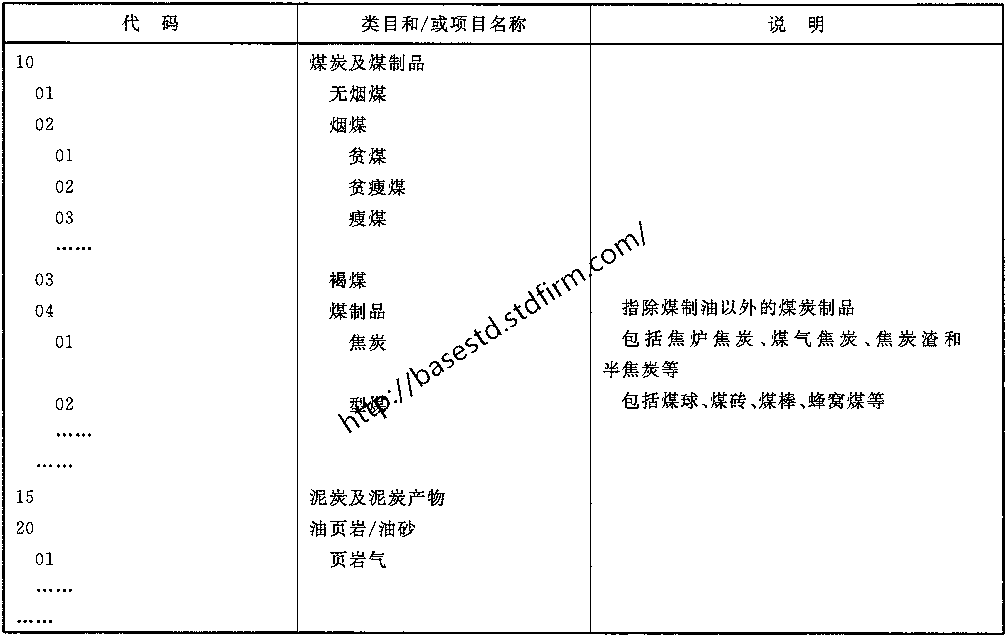 代 码 类目和/或项目名称 说 明
10 煤炭及煤制品
01 无烟煤
02 烟煤
01 贫煤
02 贫瘦煤
03 瘦煤
……
03 褐煤
04 煤制品 指除煤制油以外的煤炭制品
01 焦炭 包括焦炉焦炭、煤气焦炭、焦炭渣和
半焦炭等
02 型煤 包括煤球、煤砖、煤棒、蜂窝煤等
……
……
15 泥炭及泥炭产物
20 油页岩/油砂
01 页岩气
……
……
http://basestd.stdfirm.com/